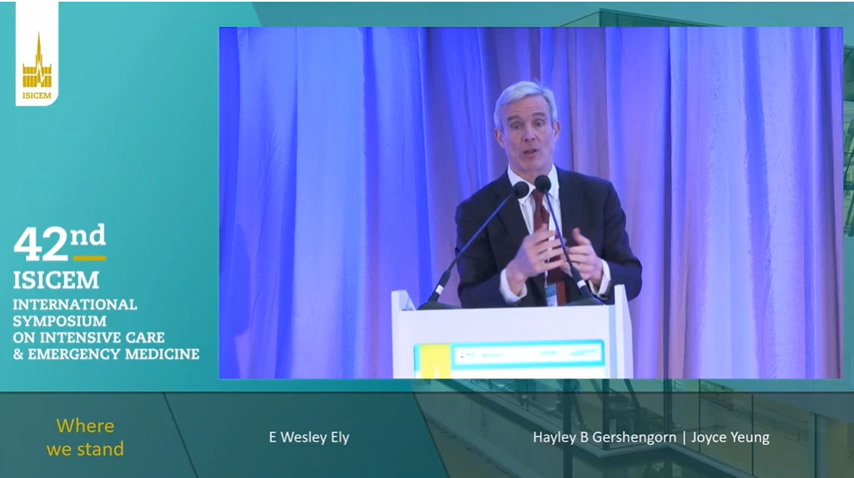 ISICEM
42nd
ISICEM
INTERNATIONAL
SYMPOSIUM
ON INTENSIVE CARE
& EMERGENCY MEDICINE
Where
we stand
E Wesley Ely
Hayley B Gershengorn | Joyce Yeung